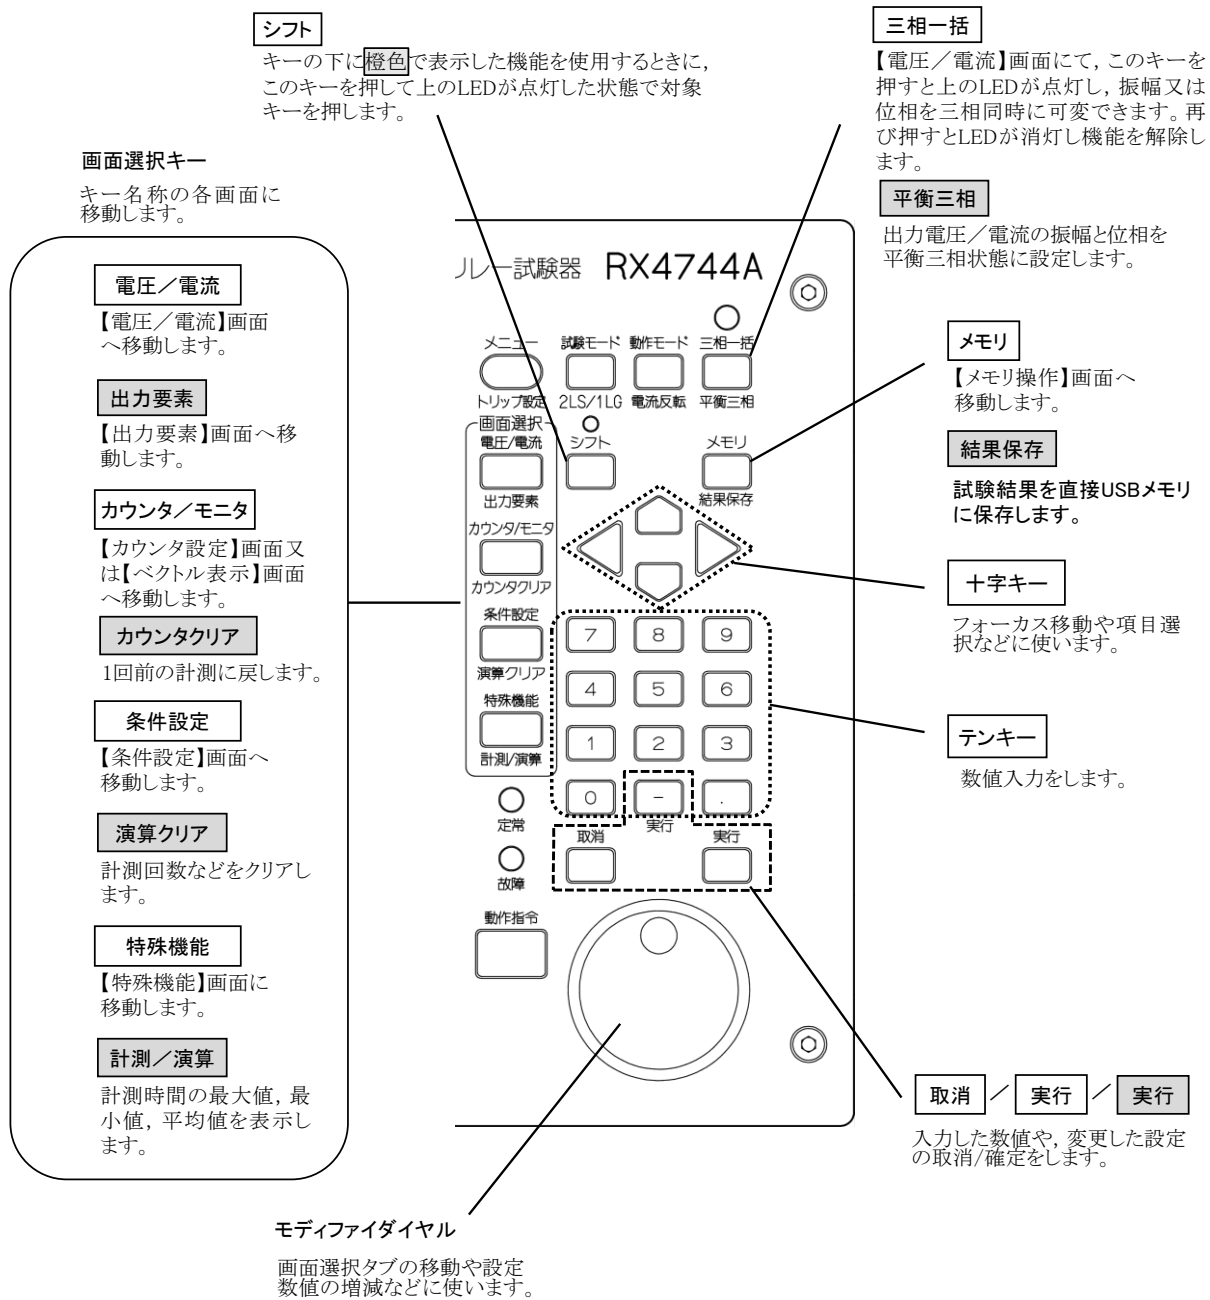 シフト
キーの下に橙色で表示した機能を使用するときに，
このキーを押して上のLEDが点灯した状態で対象
キーを押します。
三相一括
【電圧／電流】画面にて，このキーを
押すと上のLEDが点灯し，振幅又は
位相を三相同時に可変できます。再
び押すとLEDが消灯し機能を解除し
ます。
平衡三相
出力電圧／電流の振幅と位相を
平衡三相状態に設定します。
画面選択キー
キー名称の各画面に
移動します。
電圧／電流
【電圧／電流】画面
へ移動します。
出力要素
【出力要素】画面へ移
動します。
カウンタ／モニタ
【カウンタ設定】画面又
は【ベクトル表示】画面
へ移動します。
カウンタクリア
1回前の計測に戻します。
条件設定
【条件設定】画面へ
移動します。
演算クリア
計測回数などをクリアし
ます。
特殊機能
【特殊機能】画面に
移動します。
計測／演算
計測時間の最大値，最
小値，平均値を表示し
ます。
リレー試験器 RX4744A
メニュー 試験モード 動作モード 三相一括
トリップ設定 2LS/1LG 電流反転 平衡三相
画面選択
電圧/電流 シフト メモリ
出力要素 結果保存
カウンタ/モニタ
カウンタクリア
条件設定
7 8 9
演算クリア
4 5 6
特殊機能
1 2 3
計測/演算
0 - .
定常
取消 実行 実行
故障
動作指令
メモリ
【メモリ操作】画面へ
移動します。
結果保存
試験結果を直接USBメモリ
に保存します。
十字キー
フォーカス移動や項目選
択などに使います。
テンキー
数値入力をします。
取消 ／ 実行 ／ 実行
入力した数値や，変更した設定
の取消/確定をします。
モディファイダイヤル
画面選択タブの移動や設定
数値の増減などに使います。